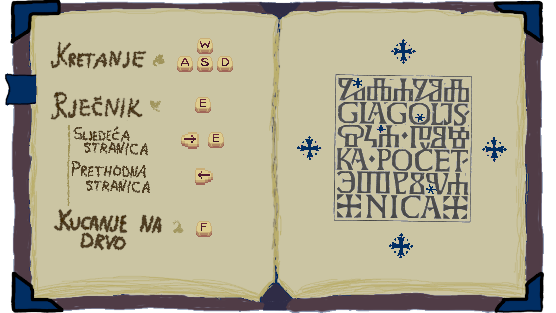 KRETANJE W
A S D
RJEČNIK E
SLJEDEĆA → E
STRANICA
PRETHODNA ←
STRANICA
KUCANJE NA F
DRVO
GLAGOLJS
KA·POČET·
NICA